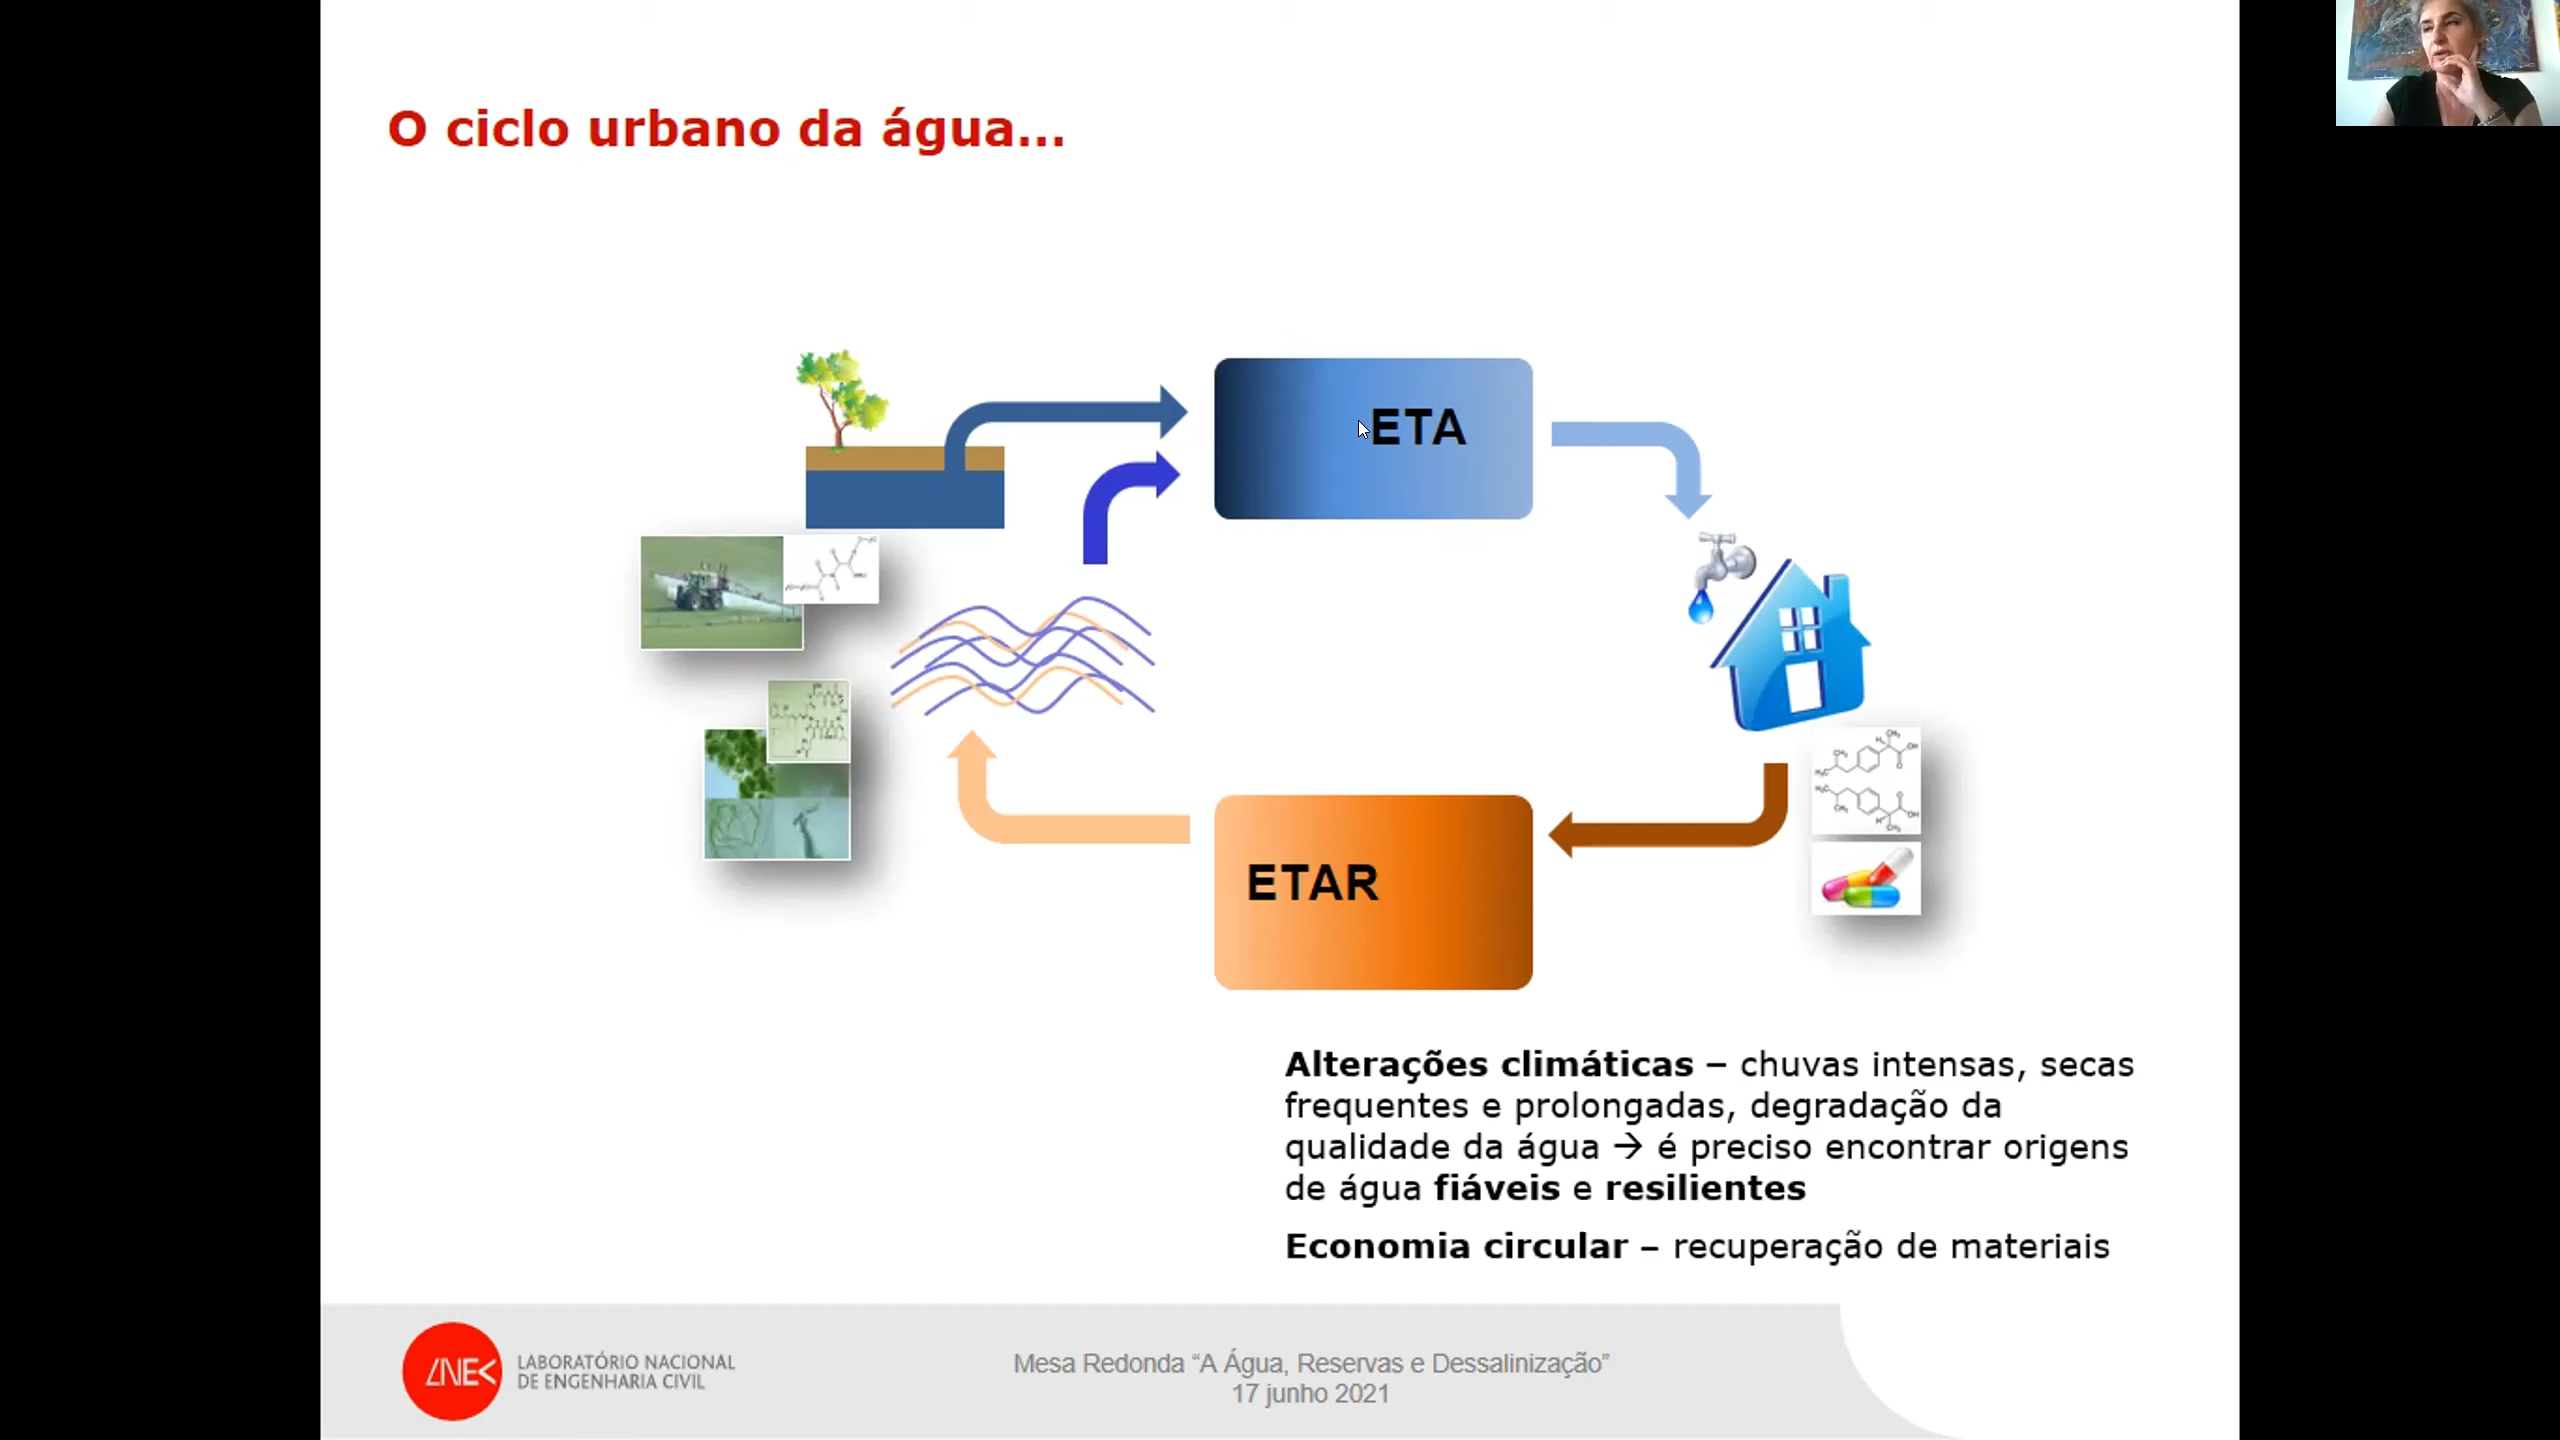 O ciclo urbano da água...
ETA
ETAR
Alterações climáticas – chuvas intensas, secas
frequentes e prolongadas, degradação da
qualidade da água → é preciso encontrar origens
de água fiáveis e resilientes
Economia circular – recuperação de materiais
LNEC
LABORATÓRIO NACIONAL
DE ENGENHARIA CIVIL
Mesa Redonda “A Água, Reservas e Dessalinização”
17 junho 2021